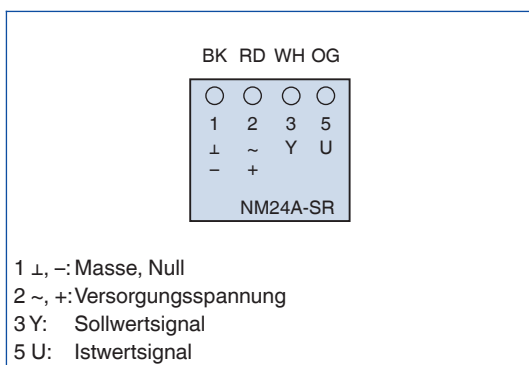 BK RD WH OG
1 2 3 5
⊥ ~ Y U
– +
NM24A-SR
1 ⊥, –: Masse, Null
2 ~, +: Versorgungsspannung
3 Y: Sollwertsignal
5 U: Istwertsignal